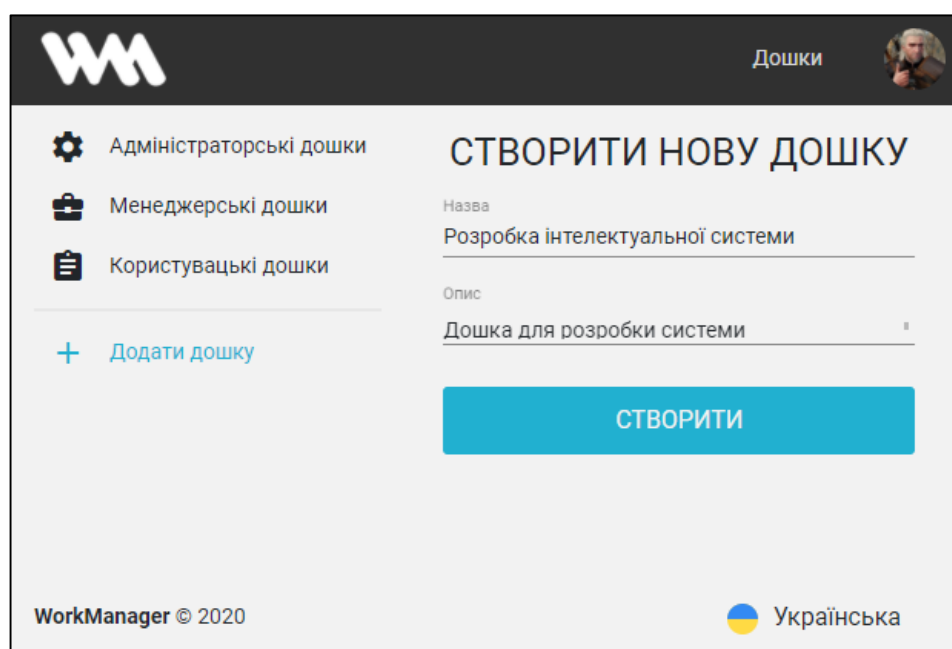 WM
Дошки
Адміністраторські дошки
Менеджерські дошки
Користувацькі дошки
Додати дошку
СТВОРИТИ НОВУ ДОШКУ
Назва
Розробка інтелектуальної системи
Опис
Дошка для розробки системи
СТВОРИТИ
WorkManager © 2020
Українська